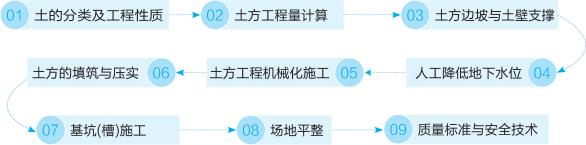 01 土的分类及工程性质
02 土方工程量计算
03 土方边坡与土壁支撑
04 人工降低地下水位
05 土方工程机械化施工
06 土方的填筑与压实
07 基坑(槽)施工
08 场地平整
09 质量标准与安全技术